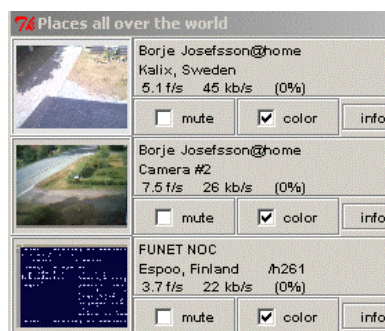 Places all over the world
Borje Josefsson@home
Kalix, Sweden
5.1 f/s 45 kb/s (0%)
mute color info
Borje Josefsson@home
Camera #2
7.5 f/s 26 kb/s (0%)
mute color info
FUNET NOC
Espoo, Finland /h261
3.7 f/s 22 kb/s (0%)
mute color info